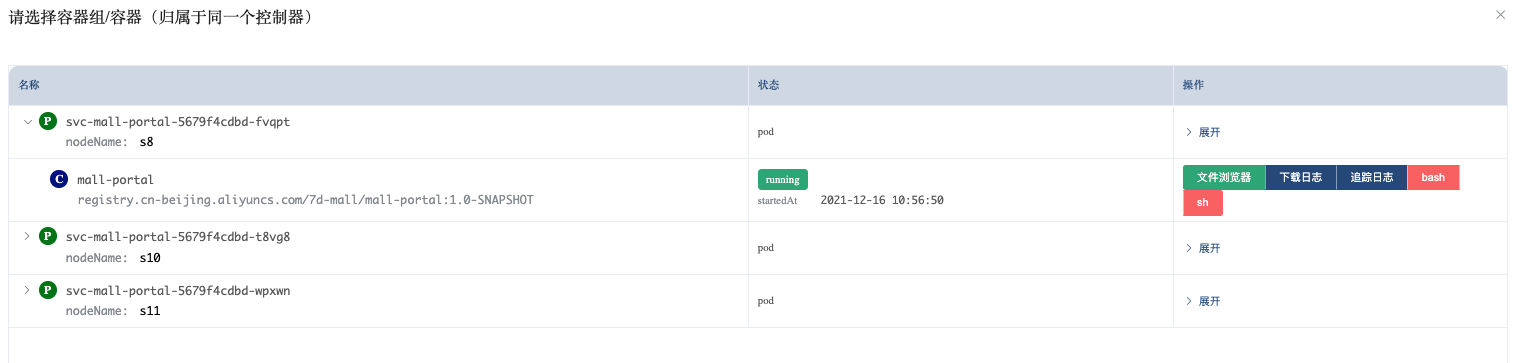 请选择容器组/容器（归属于同一个控制器）
名称 状态 操作
P svc-mall-portal-5679f4cdbd-fvqpt
nodeName: s8
pod
展开
C mall-portal
registry.cn-beijing.aliyuncs.com/7d-mall/mall-portal:1.0-SNAPSHOT
running
startedAt 2021-12-16 10:56:50
文件浏览器 下载日志 追踪日志 bash
sh
P svc-mall-portal-5679f4cdbd-t8vg8
nodeName: s10
pod
展开
P svc-mall-portal-5679f4cdbd-wpxwn
nodeName: s11
pod
展开